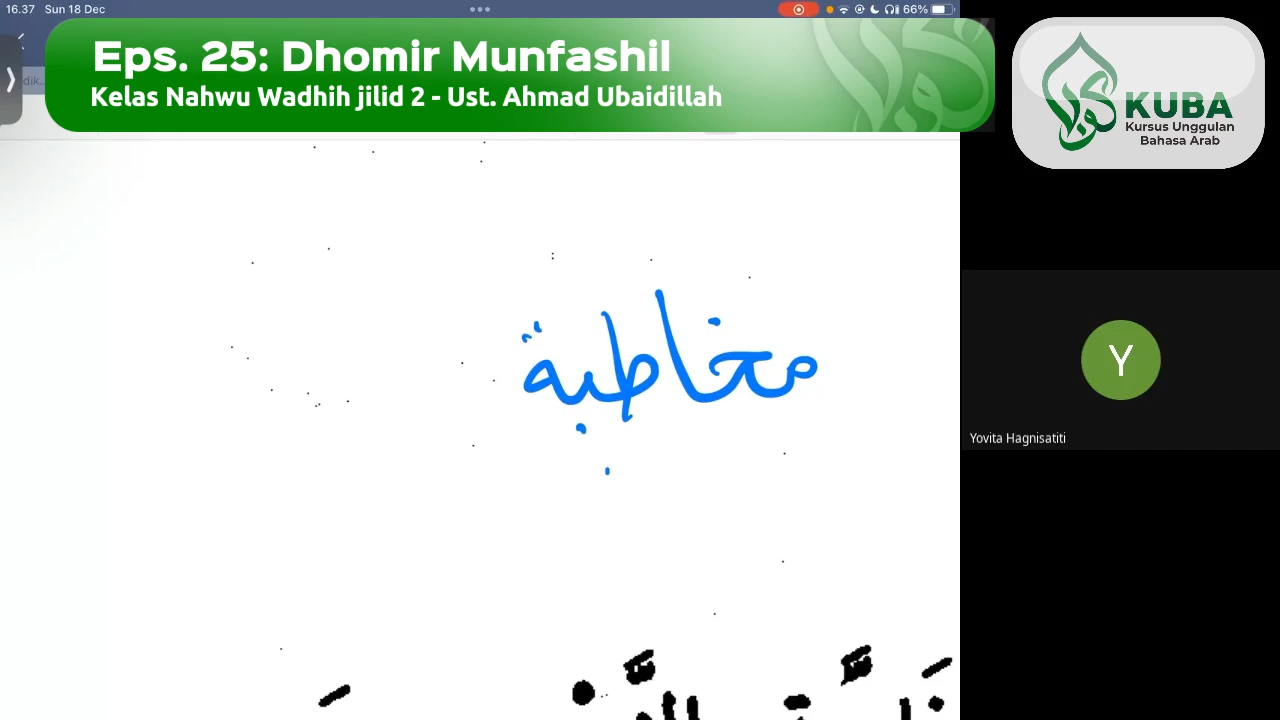 16.37 Sun 18 Dec
66%
Eps. 25: Dhomir Munfashil
Kelas Nahwu Wadhih jilid 2 - Ust. Ahmad Ubaidillah
KUBA
Kursus Unggulan
Bahasa Arab
مخاطبة
Y
Yovita Hagnisatiti